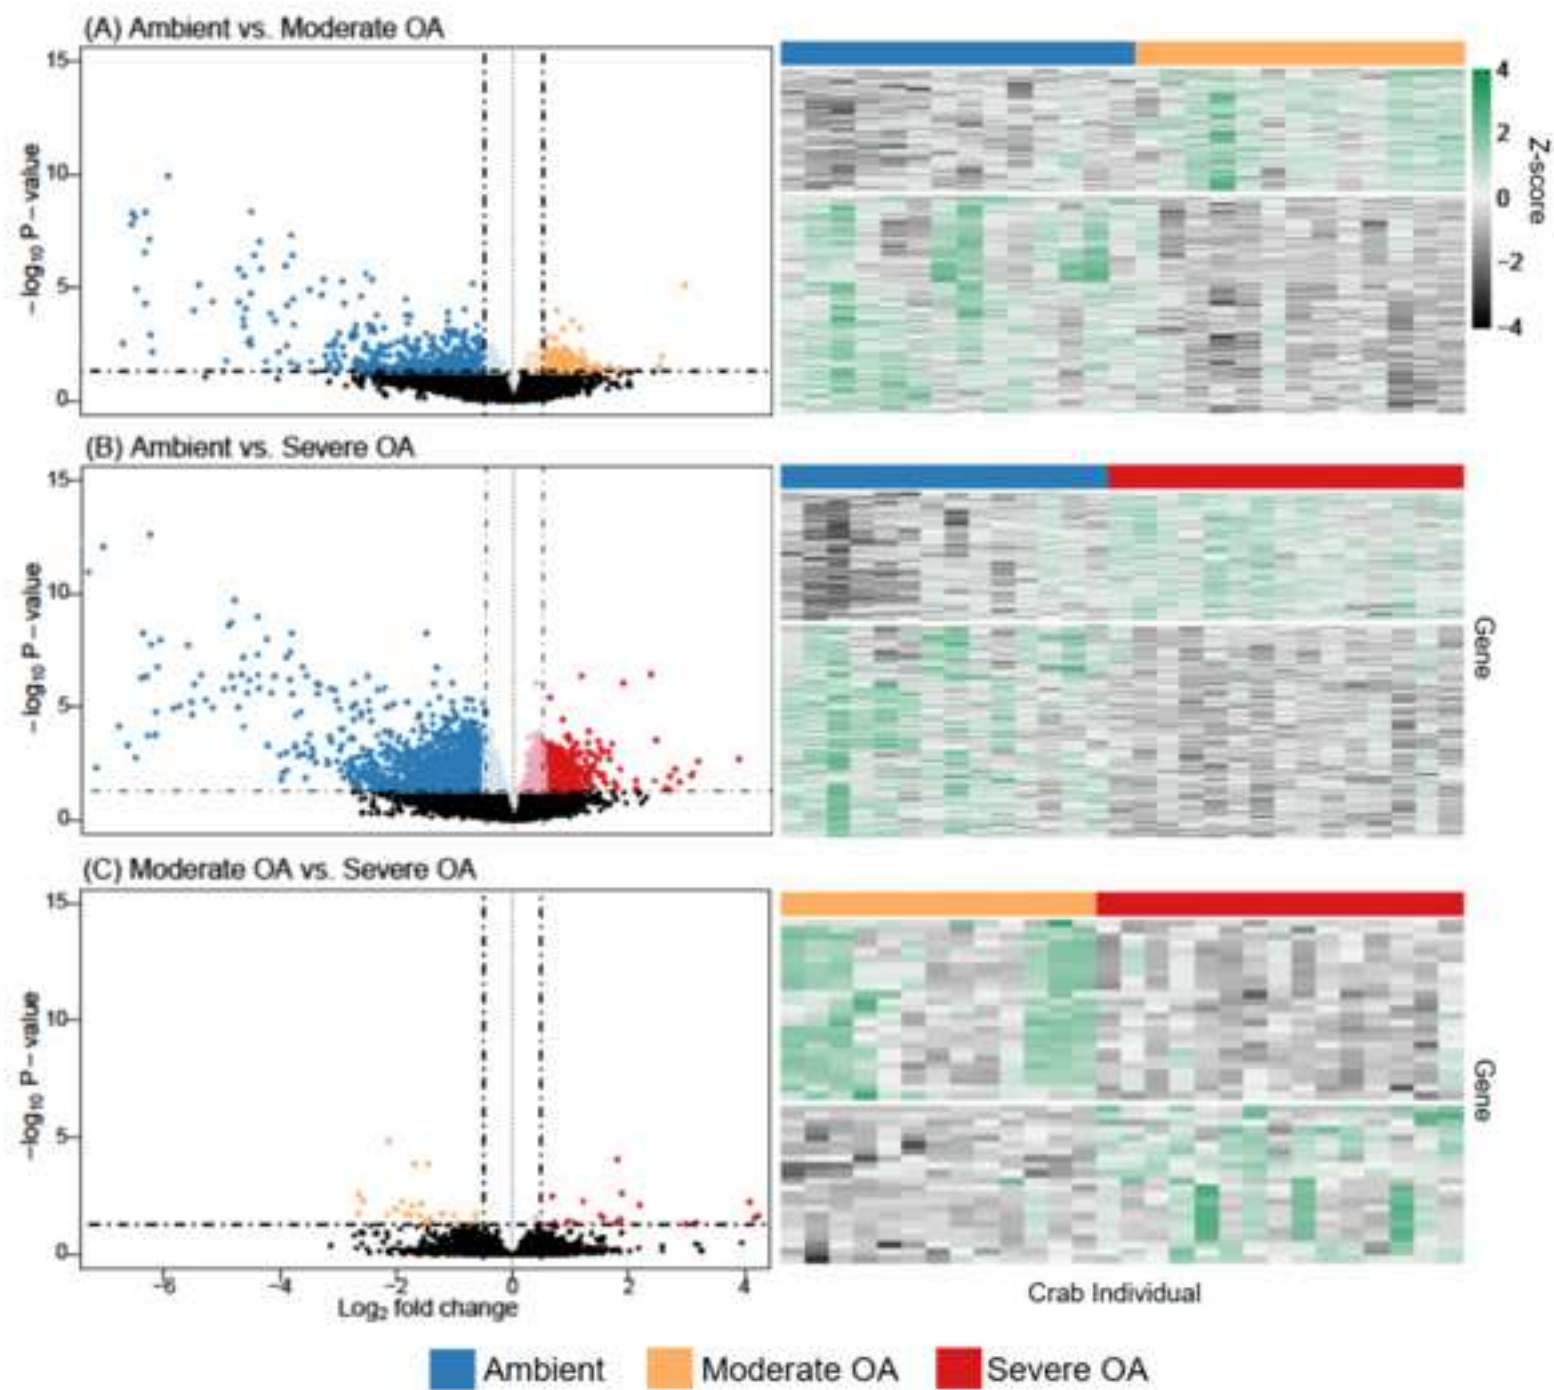 (A) Ambient vs. Moderate OA
15
10
5
0
−log₁₀ P−value
4
2
0
−2
−4
Z-score
(B) Ambient vs. Severe OA
15
10
5
0
−log₁₀ P−value
Gene
(C) Moderate OA vs. Severe OA
15
10
5
0
−log₁₀ P−value
Gene
−6 −4 −2 0 2 4
Log₂ fold change
Crab Individual
Ambient Moderate OA Severe OA